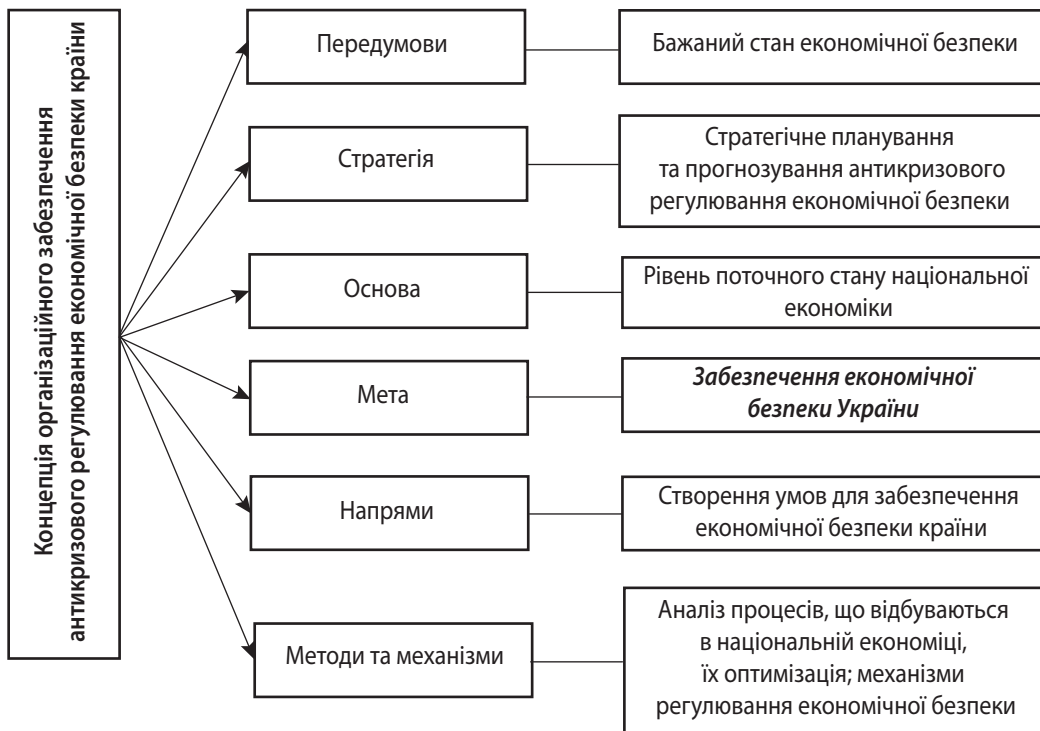 Концепція організаційного забезпечення
антикризового регулювання економічної безпеки країни
Передумови
Бажаний стан економічної безпеки
Стратегія
Стратегічне планування
та прогнозування антикризового
регулювання економічної безпеки
Основа
Рівень поточного стану національної
економіки
Мета
Забезпечення економічної
безпеки України
Напрями
Створення умов для забезпечення
економічної безпеки країни
Методи та механізми
Аналіз процесів, що відбуваються
в національній економіці,
їх оптимізація; механізми
регулювання економічної безпеки